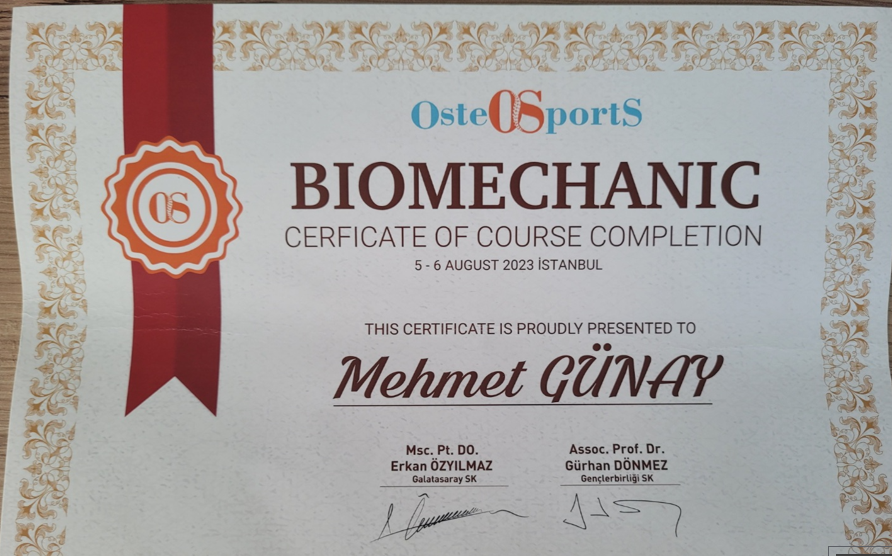 OsteOSportS
OS
BIOMECHANIC
CERFICATE OF COURSE COMPLETION
5 - 6 AUGUST 2023 İSTANBUL
THIS CERTIFICATE IS PROUDLY PRESENTED TO
Mehmet GÜNAY
Msc. Pt. DO.
Erkan ÖZYILMAZ
Galatasaray SK
Assoc. Prof. Dr.
Gürhan DÖNMEZ
Gençlerbirliği SK